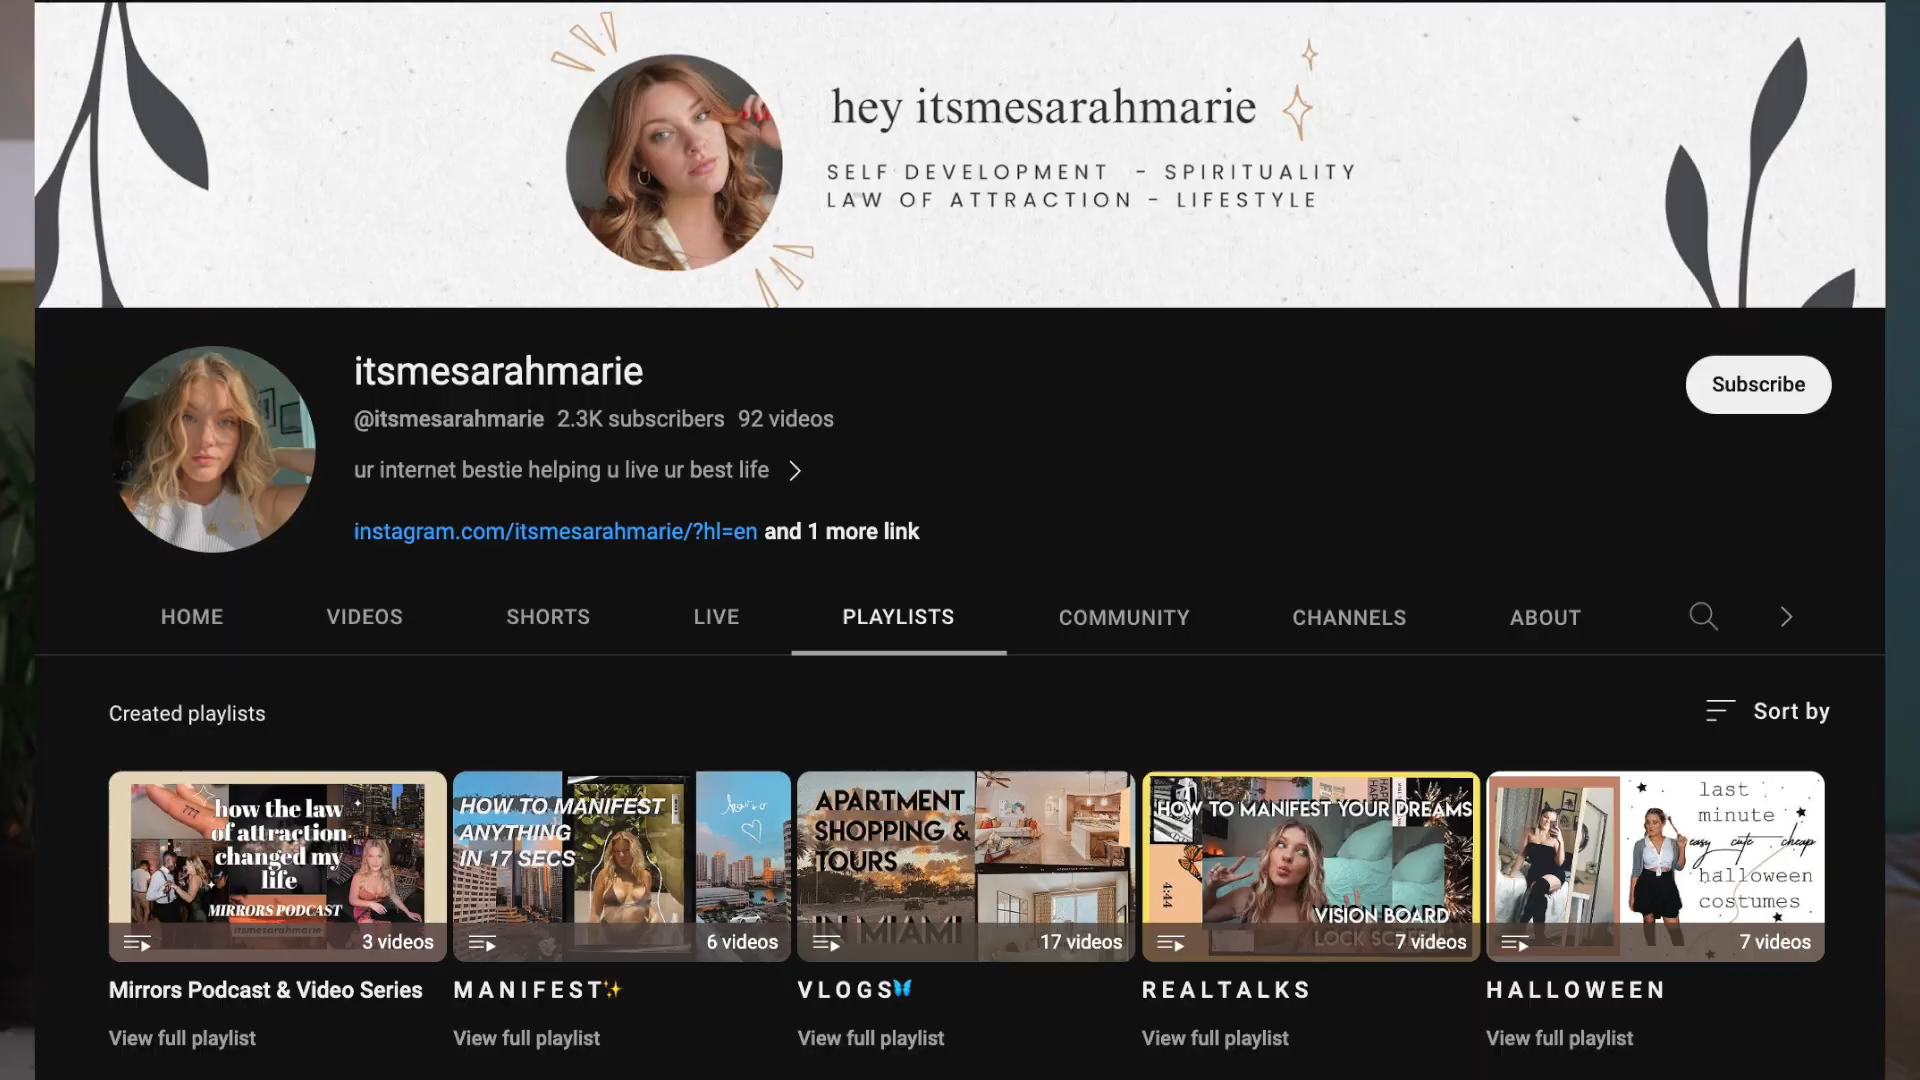 hey itsmesarahmarie
SELF DEVELOPMENT - SPIRITUALITY
LAW OF ATTRACTION - LIFESTYLE
itsmesarahmarie
@itsmesarahmarie 2.3K subscribers 92 videos
ur internet bestie helping u live ur best life
instagram.com/itsmesarahmarie/?hl=en and 1 more link
Subscribe
HOME VIDEOS SHORTS LIVE PLAYLISTS COMMUNITY CHANNELS ABOUT
Created playlists
Sort by
how the law
of attraction
changed my
life
MIRRORS PODCAST
itsmesarahmarie
3 videos
HOW TO MANIFEST
ANYTHING
IN 17 SECS
6 videos
APARTMENT
SHOPPING &
TOURS
IN MIAMI
17 videos
HOW TO MANIFEST YOUR DREAMS
4:44
VISION BOARD
LOCK SCREEN
7 videos
last
minute
easy cute cheap
halloween
costumes
7 videos
Mirrors Podcast & Video Series
M A N I F E S T✨
V L O G S🦋
R E A L T A L K S
H A L L O W E E N
View full playlist
View full playlist
View full playlist
View full playlist
View full playlist